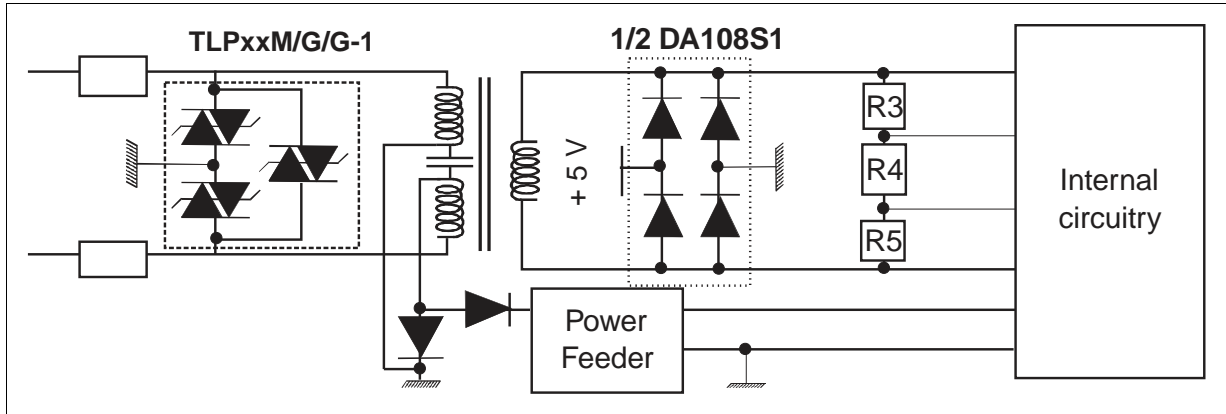 TLPxxM/G/G-1
1/2 DA108S1
+ 5 V
R3
R4
R5
Internal
circuitry
Power
Feeder